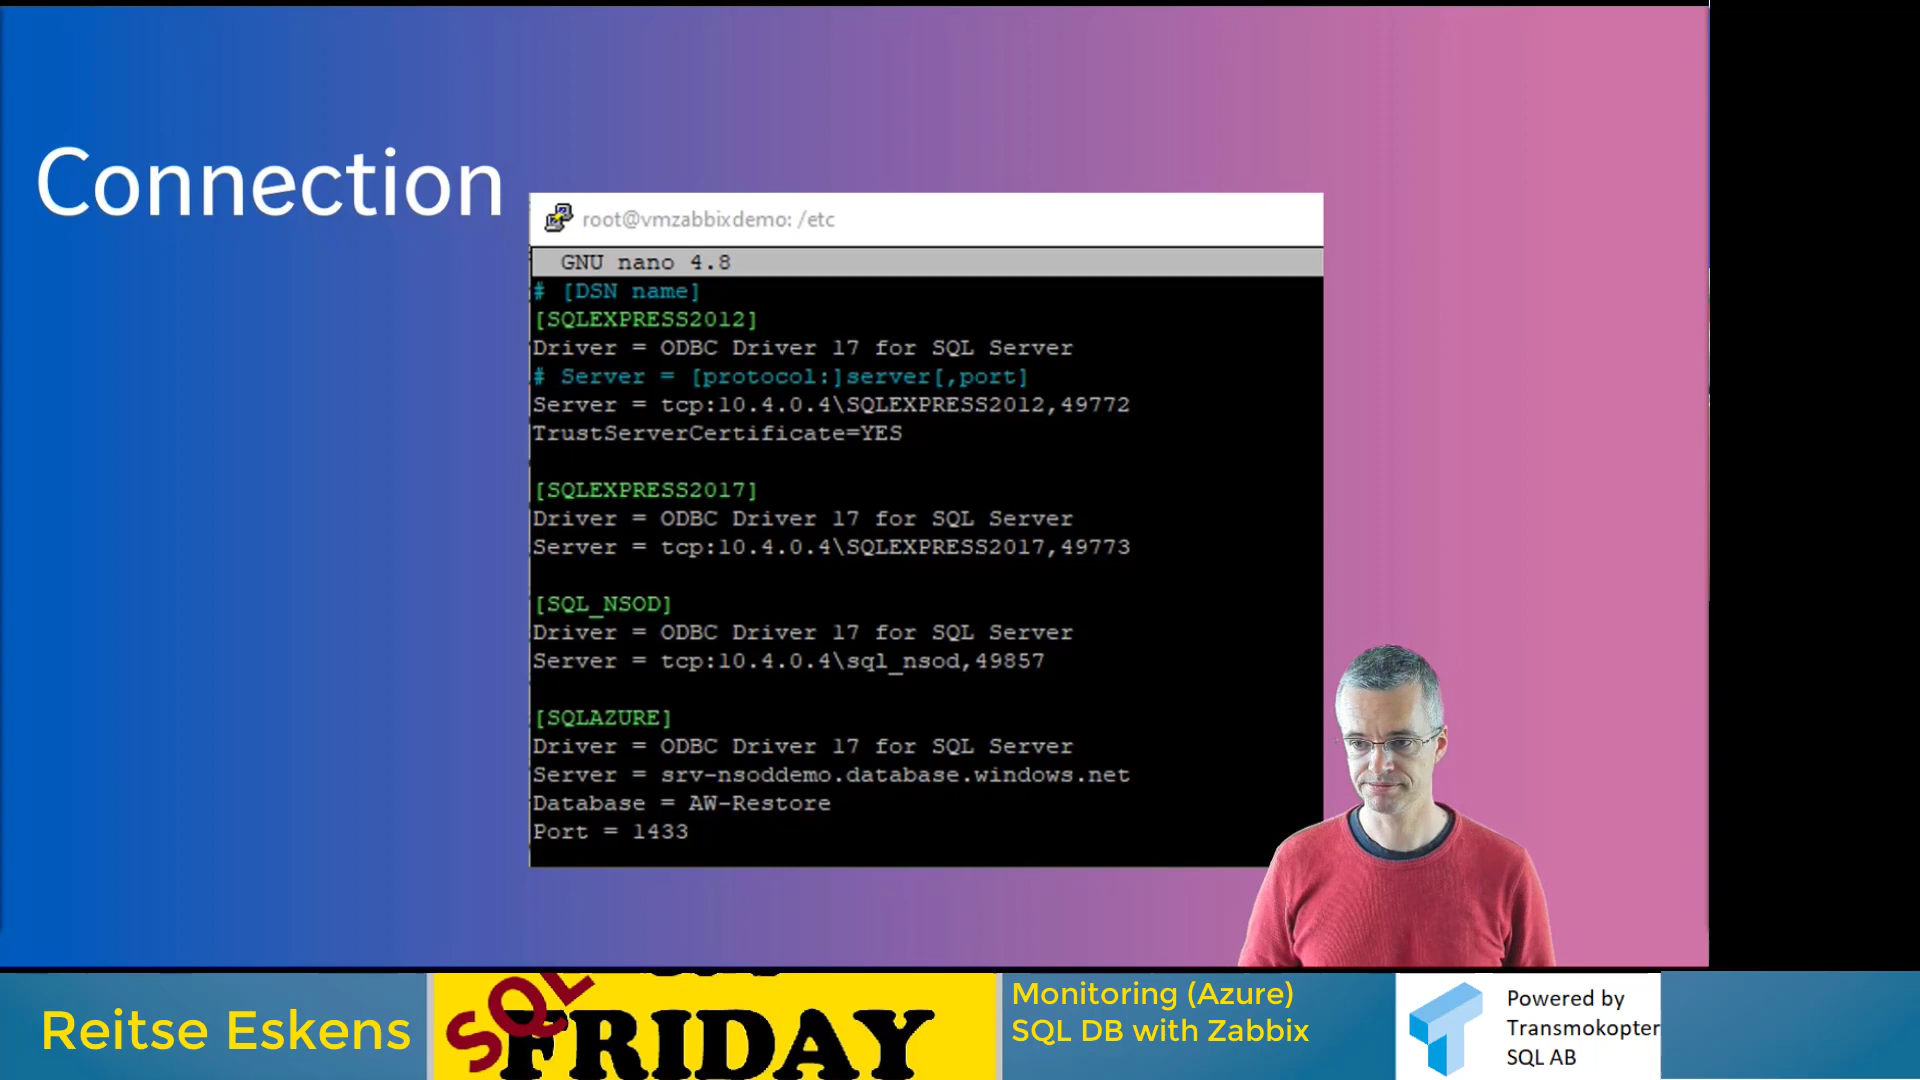 Connection
root@vmzabbixdemo: /etc
GNU nano 4.8
# [DSN name]
[SQLEXPRESS2012]
Driver = ODBC Driver 17 for SQL Server
# Server = [protocol:]server[,port]
Server = tcp:10.4.0.4\SQLEXPRESS2012,49772
TrustServerCertificate=YES
[SQLEXPRESS2017]
Driver = ODBC Driver 17 for SQL Server
Server = tcp:10.4.0.4\SQLEXPRESS2017,49773
[SQL_NSOD]
Driver = ODBC Driver 17 for SQL Server
Server = tcp:10.4.0.4\sql_nsod,49857
[SQLAZURE]
Driver = ODBC Driver 17 for SQL Server
Server = srv-nsoddemo.database.windows.net
Database = AW-Restore
Port = 1433
Reitse Eskens
SQL
FRIDAY
Monitoring (Azure)
SQL DB with Zabbix
Powered by
Transmokopter
SQL AB